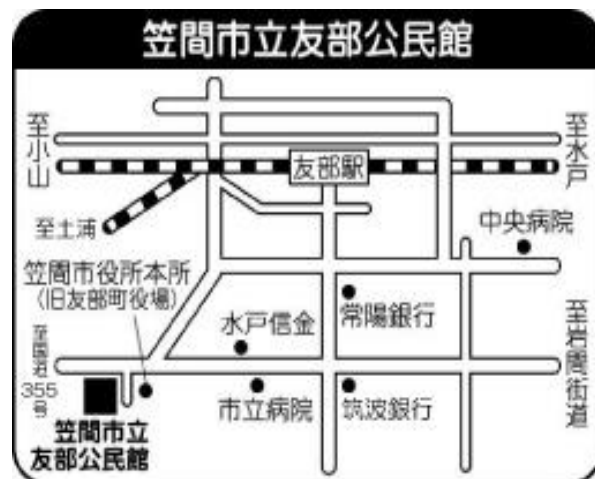 笠間市立友部公民館
至小山
至水戸
友部駅
至土浦
中央病院
笠間市役所本所
（旧友部町役場）
水戸信金
常陽銀行
至国道
355
号
至岩間街道
市立病院
筑波銀行
笠間市立
友部公民館